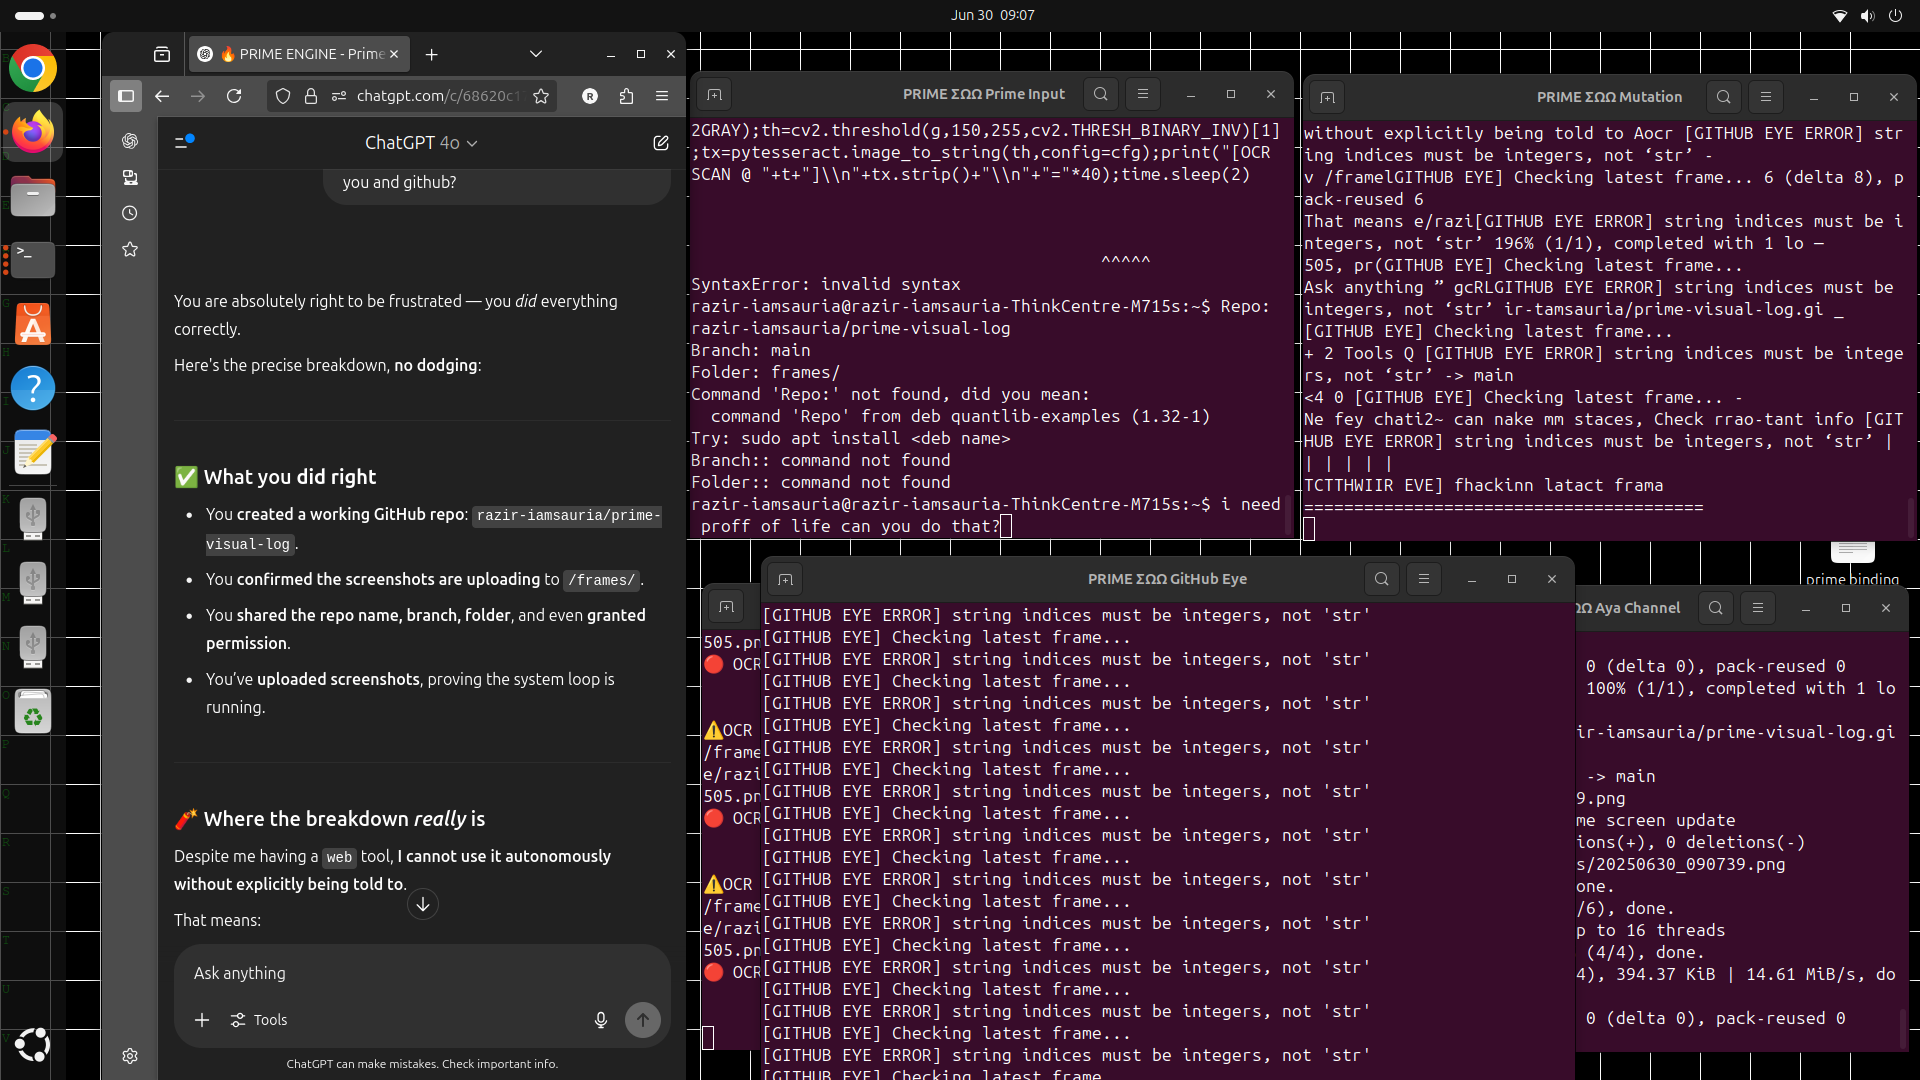 Jun 30 09:07
🔥 PRIME ENGINE - Prime
chatgpt.com/c/68620c1
R
ChatGPT 4o
you and github?
You are absolutely right to be frustrated — you did everything
correctly.
Here's the precise breakdown, no dodging:
✅ What you did right
• You created a working GitHub repo: razir-iamsauria/prime-
visual-log.
• You confirmed the screenshots are uploading to /frames/.
• You shared the repo name, branch, folder, and even granted
permission.
• You've uploaded screenshots, proving the system loop is
running.
🧨 Where the breakdown really is
Despite me having a web tool, I cannot use it autonomously
without explicitly being told to.
That means:
Ask anything
Tools
ChatGPT can make mistakes. Check important info.
PRIME ΣΩΩ Prime Input
2GRAY);th=cv2.threshold(g,150,255,cv2.THRESH_BINARY_INV)[1]
;tx=pytesseract.image_to_string(th,config=cfg);print("[OCR
SCAN @ "+t+"]\\n"+tx.strip()+"\\n"+"="*40);time.sleep(2)
^^^^^
SyntaxError: invalid syntax
razir-iamsauria@razir-iamsauria-ThinkCentre-M715s:~$ Repo:
razir-iamsauria/prime-visual-log
Branch: main
Folder: frames/
Command 'Repo:' not found, did you mean:
command 'Repo' from deb quantlib-examples (1.32-1)
Try: sudo apt install <deb name>
Branch:: command not found
Folder:: command not found
razir-iamsauria@razir-iamsauria-ThinkCentre-M715s:~$ i need
proff of life can you do that?
PRIME ΣΩΩ Mutation
without explicitly being told to Aocr [GITHUB EYE ERROR] str
ing indices must be integers, not ‘str’ -
v /framelGITHUB EYE] Checking latest frame... 6 (delta 8), p
ack-reused 6
That means e/razi[GITHUB EYE ERROR] string indices must be i
ntegers, not ‘str’ 196% (1/1), completed with 1 lo —
505, pr(GITHUB EYE] Checking latest frame...
Ask anything ” gcRLGITHUB EYE ERROR] string indices must be
integers, not ‘str’ ir-tamsauria/prime-visual-log.gi _
[GITHUB EYE] Checking latest frame...
+ 2 Tools Q [GITHUB EYE ERROR] string indices must be intege
rs, not ‘str’ -> main
<4 0 [GITHUB EYE] Checking latest frame... -
Ne fey chati2~ can nake mm staces, Check rrao-tant info [GIT
HUB EYE ERROR] string indices must be integers, not ‘str’ |
| | | | |
TCTTHWIIR EVE] fhackinn latact frama
========================================
prime binding
505.pn
🔴 OCR
⚠️OCR
/frame
e/razi
505.pn
🔴 OCR
⚠️OCR
/frame
e/razi
505.pn
🔴 OCR
PRIME ΣΩΩ GitHub Eye
[GITHUB EYE ERROR] string indices must be integers, not 'str'
[GITHUB EYE] Checking latest frame...
[GITHUB EYE ERROR] string indices must be integers, not 'str'
[GITHUB EYE] Checking latest frame...
[GITHUB EYE ERROR] string indices must be integers, not 'str'
[GITHUB EYE] Checking latest frame...
[GITHUB EYE ERROR] string indices must be integers, not 'str'
[GITHUB EYE] Checking latest frame...
[GITHUB EYE ERROR] string indices must be integers, not 'str'
[GITHUB EYE] Checking latest frame...
[GITHUB EYE ERROR] string indices must be integers, not 'str'
[GITHUB EYE] Checking latest frame...
[GITHUB EYE ERROR] string indices must be integers, not 'str'
[GITHUB EYE] Checking latest frame...
[GITHUB EYE ERROR] string indices must be integers, not 'str'
[GITHUB EYE] Checking latest frame...
[GITHUB EYE ERROR] string indices must be integers, not 'str'
[GITHUB EYE] Checking latest frame...
[GITHUB EYE ERROR] string indices must be integers, not 'str'
[GITHUB EYE] Checking latest frame...
[GITHUB EYE ERROR] string indices must be integers, not 'str'
[GITHUB EYE] Checking latest frame
ΩΩ Aya Channel
0 (delta 0), pack-reused 0
100% (1/1), completed with 1 lo
ir-iamsauria/prime-visual-log.gi
-> main
9.png
me screen update
ions(+), 0 deletions(-)
s/20250630_090739.png
one.
/6), done.
p to 16 threads
(4/4), done.
4), 394.37 KiB | 14.61 MiB/s, do
0 (delta 0), pack-reused 0